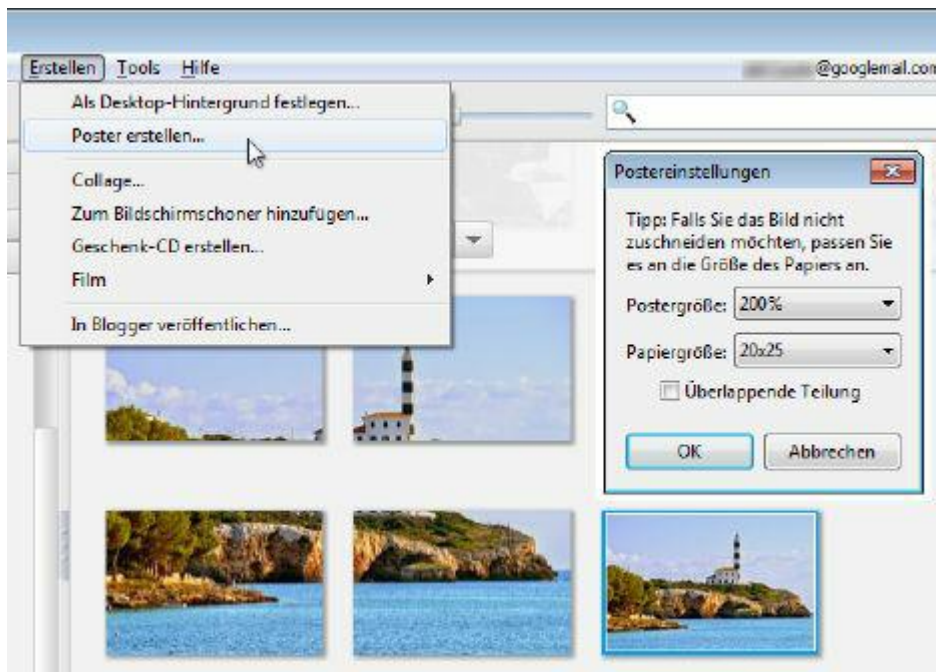 Erstellen Tools Hilfe
@googlemail.com
Als Desktop-Hintergrund festlegen...
Poster erstellen...
Collage...
Zum Bildschirmschoner hinzufügen...
Geschenk-CD erstellen...
Film
In Blogger veröffentlichen...
Postereinstellungen
Tipp: Falls Sie das Bild nicht
zuschneiden möchten, passen Sie
es an die Größe des Papiers an.
Postergröße: 200%
Papiergröße: 20x25
Überlappende Teilung
OK Abbrechen